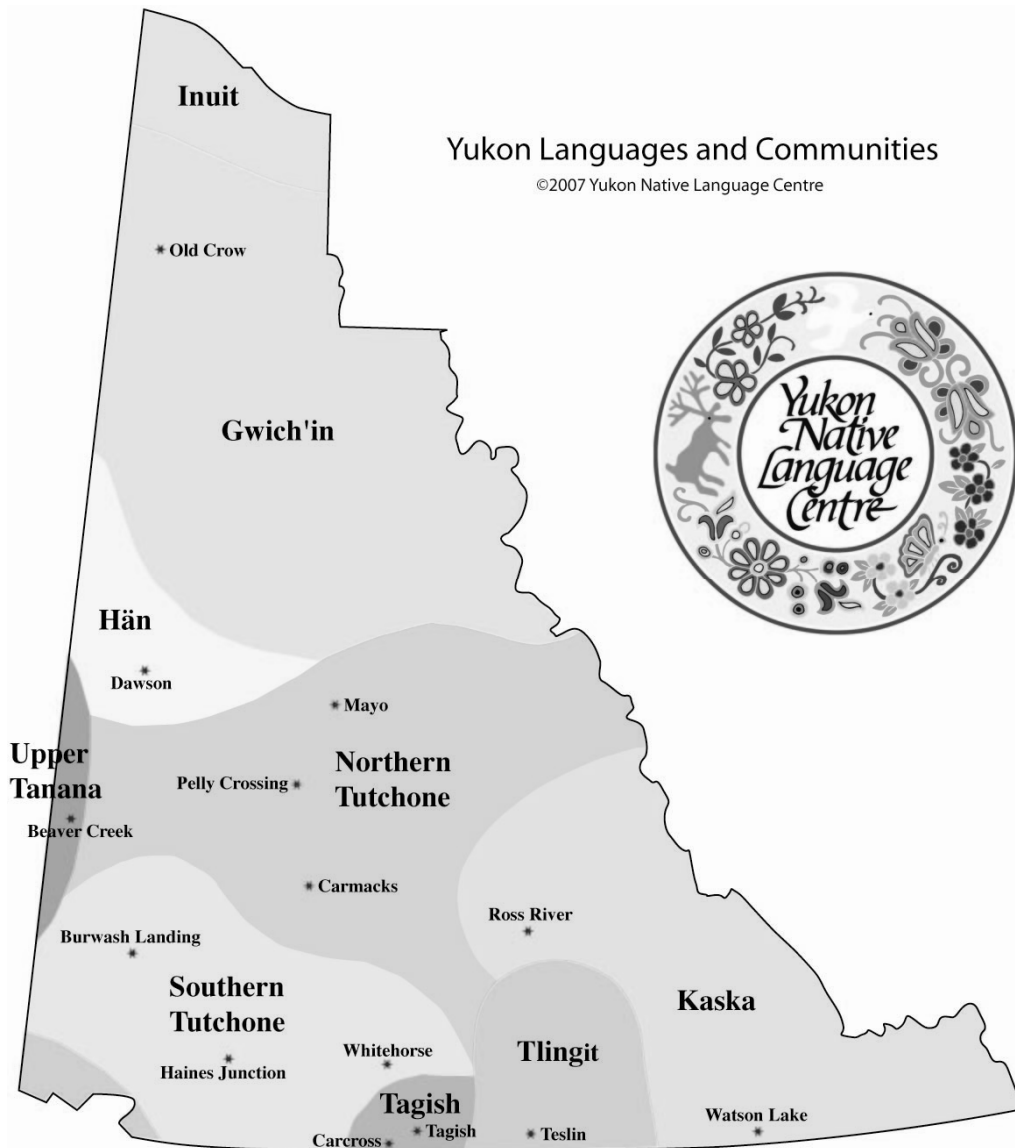 Inuit
Yukon Languages and Communities
©2007 Yukon Native Language Centre
Old Crow
Gwich'in
Yukon
Native
Language
Centre
Hän
Dawson
Mayo
Upper
Tanana
Northern
Tutchone
Pelly Crossing
Beaver Creek
Carmacks
Ross River
Burwash Landing
Southern
Tutchone
Kaska
Whitehorse
Tlingit
Haines Junction
Tagish
Watson Lake
Tagish
Teslin
Carcross